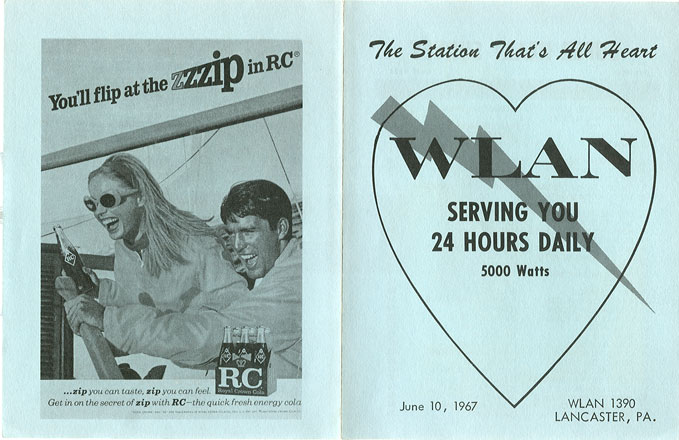 You'll flip at the zzzip in RC®
RC
RC
Royal Crown Cola
...zip you can taste, zip you can feel.
Get in on the secret of zip with RC—the quick fresh energy cola
The Station That's All Heart
WLAN
SERVING YOU
24 HOURS DAILY
5000 Watts
June 10, 1967
WLAN 1390
LANCASTER, PA.